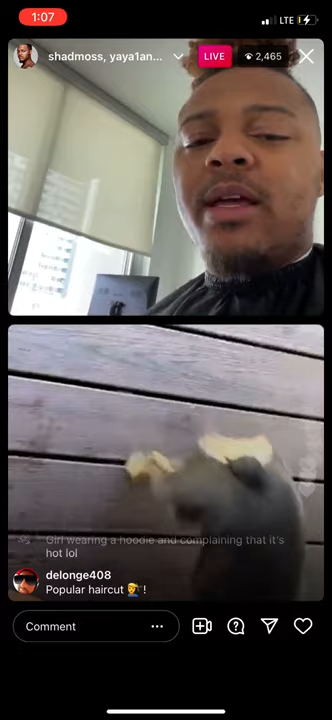 1:07
LTE
shadmoss, yaya1an...
LIVE
2,465
Girl wearing a hoodie and complaining that it's
hot lol
delonge408
Popular haircut 💇‍♂️!
Comment